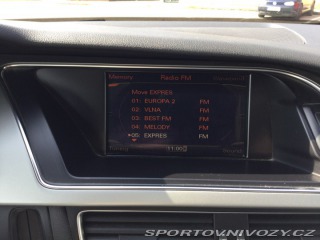 Memory Radio FM
Move EXPRES
01: EUROPA 2 FM
02: VLNA FM
03: BEST FM FM
04: MELODY FM
05: EXPRES FM
11:00
Sound
SPORTOVNIVOZY.CZ